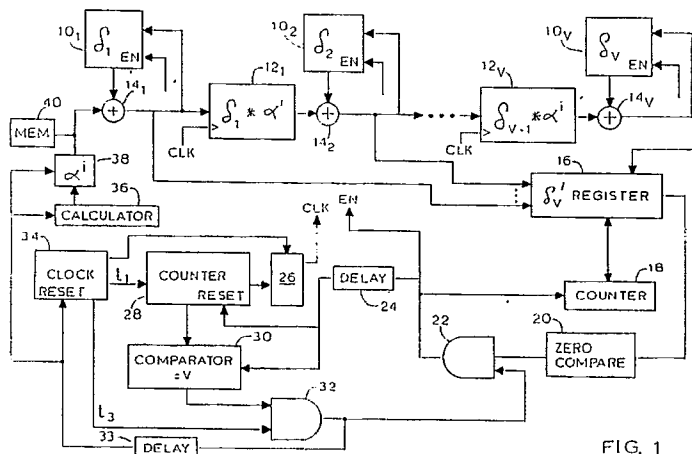 10₁
δ₁
EN
10₂
δ₂
EN
10ᵥ
δᵥ
EN
12₁
12ᵥ
40
MEM
14₁
δ₁ * α'
14₂
δᵥ₋₁ * αⁱ
14ᵥ
CLK
CLK
38
αⁱ
16
δᵥ' REGISTER
36
CALCULATOR
34
CLOCK
RESET
t₁
COUNTER
RESET
28
26
CLK
EN
DELAY
24
COUNTER
18
22
20
ZERO
COMPARE
30
COMPARATOR
=V
32
t₃
33
DELAY
FIG. 1